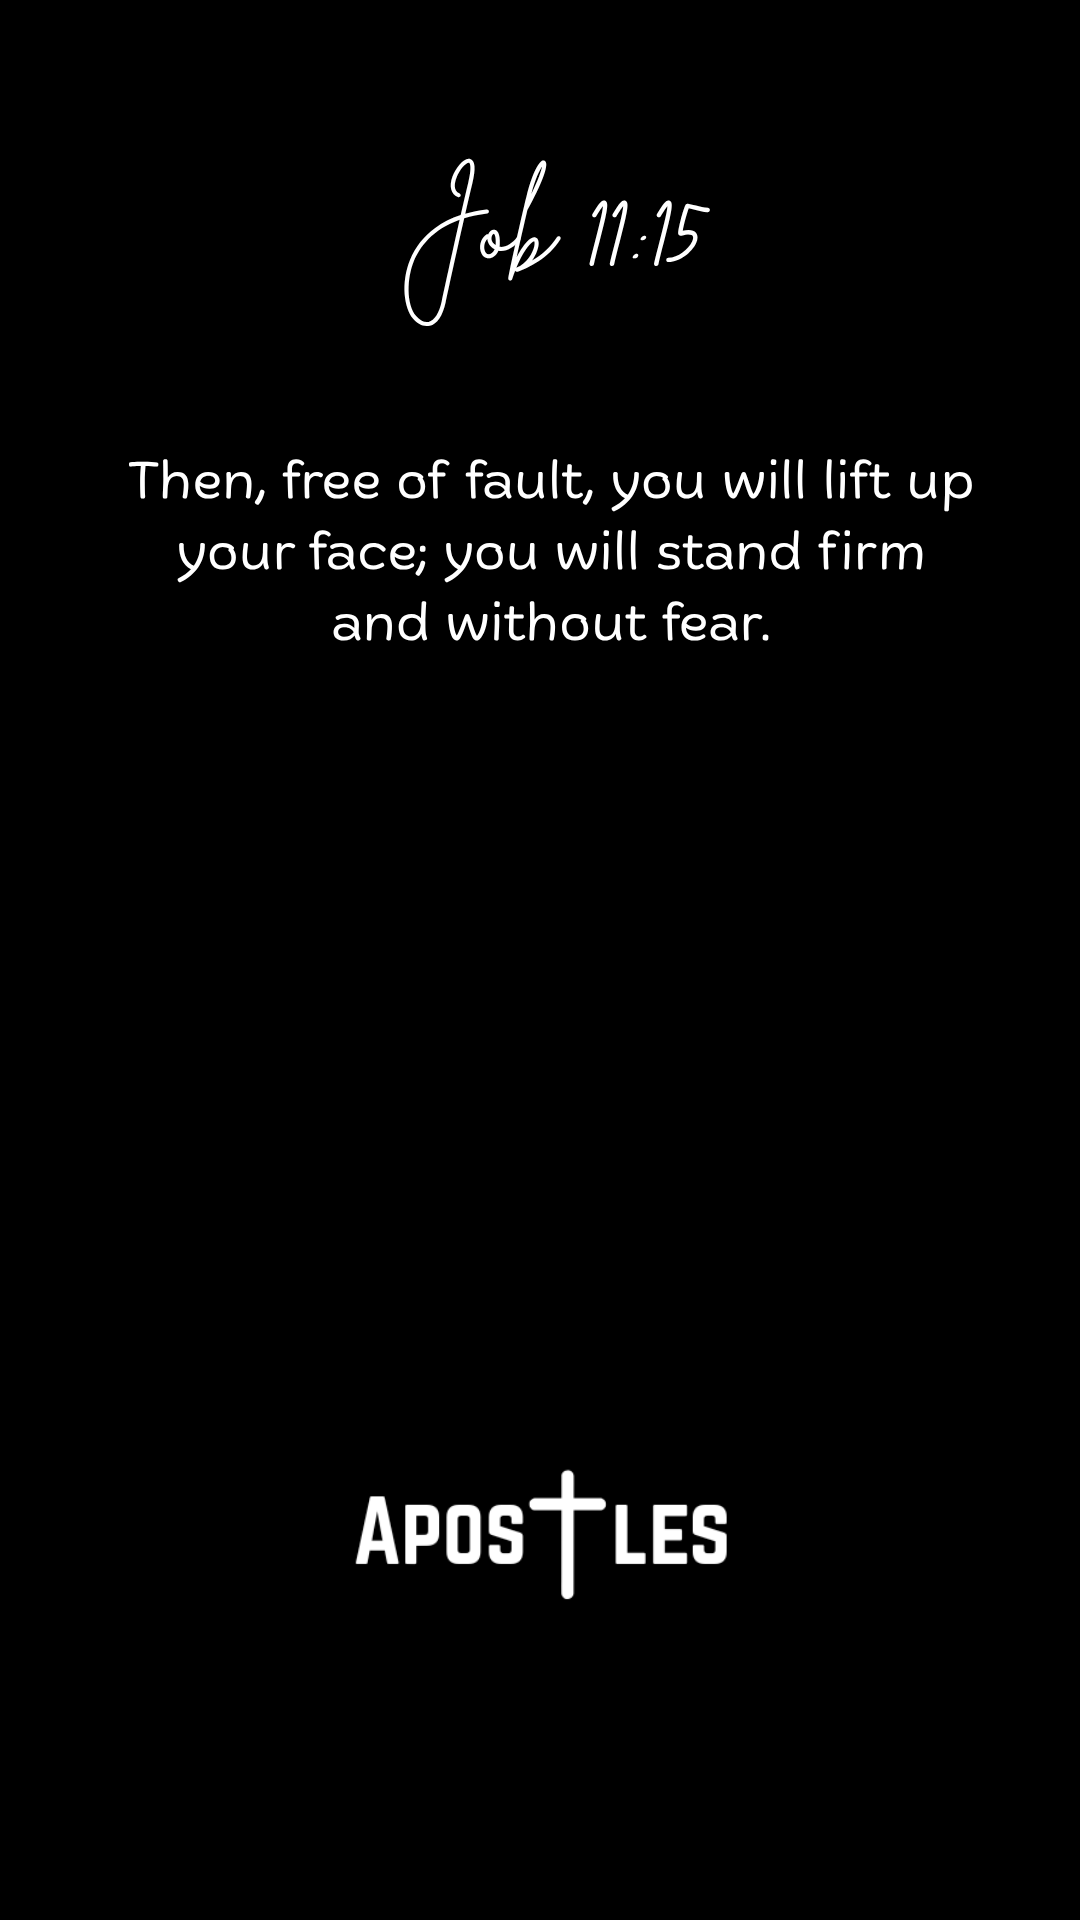 Job 11:15
Then, free of fault, you will lift up
your face; you will stand firm
and without fear.
Apostles